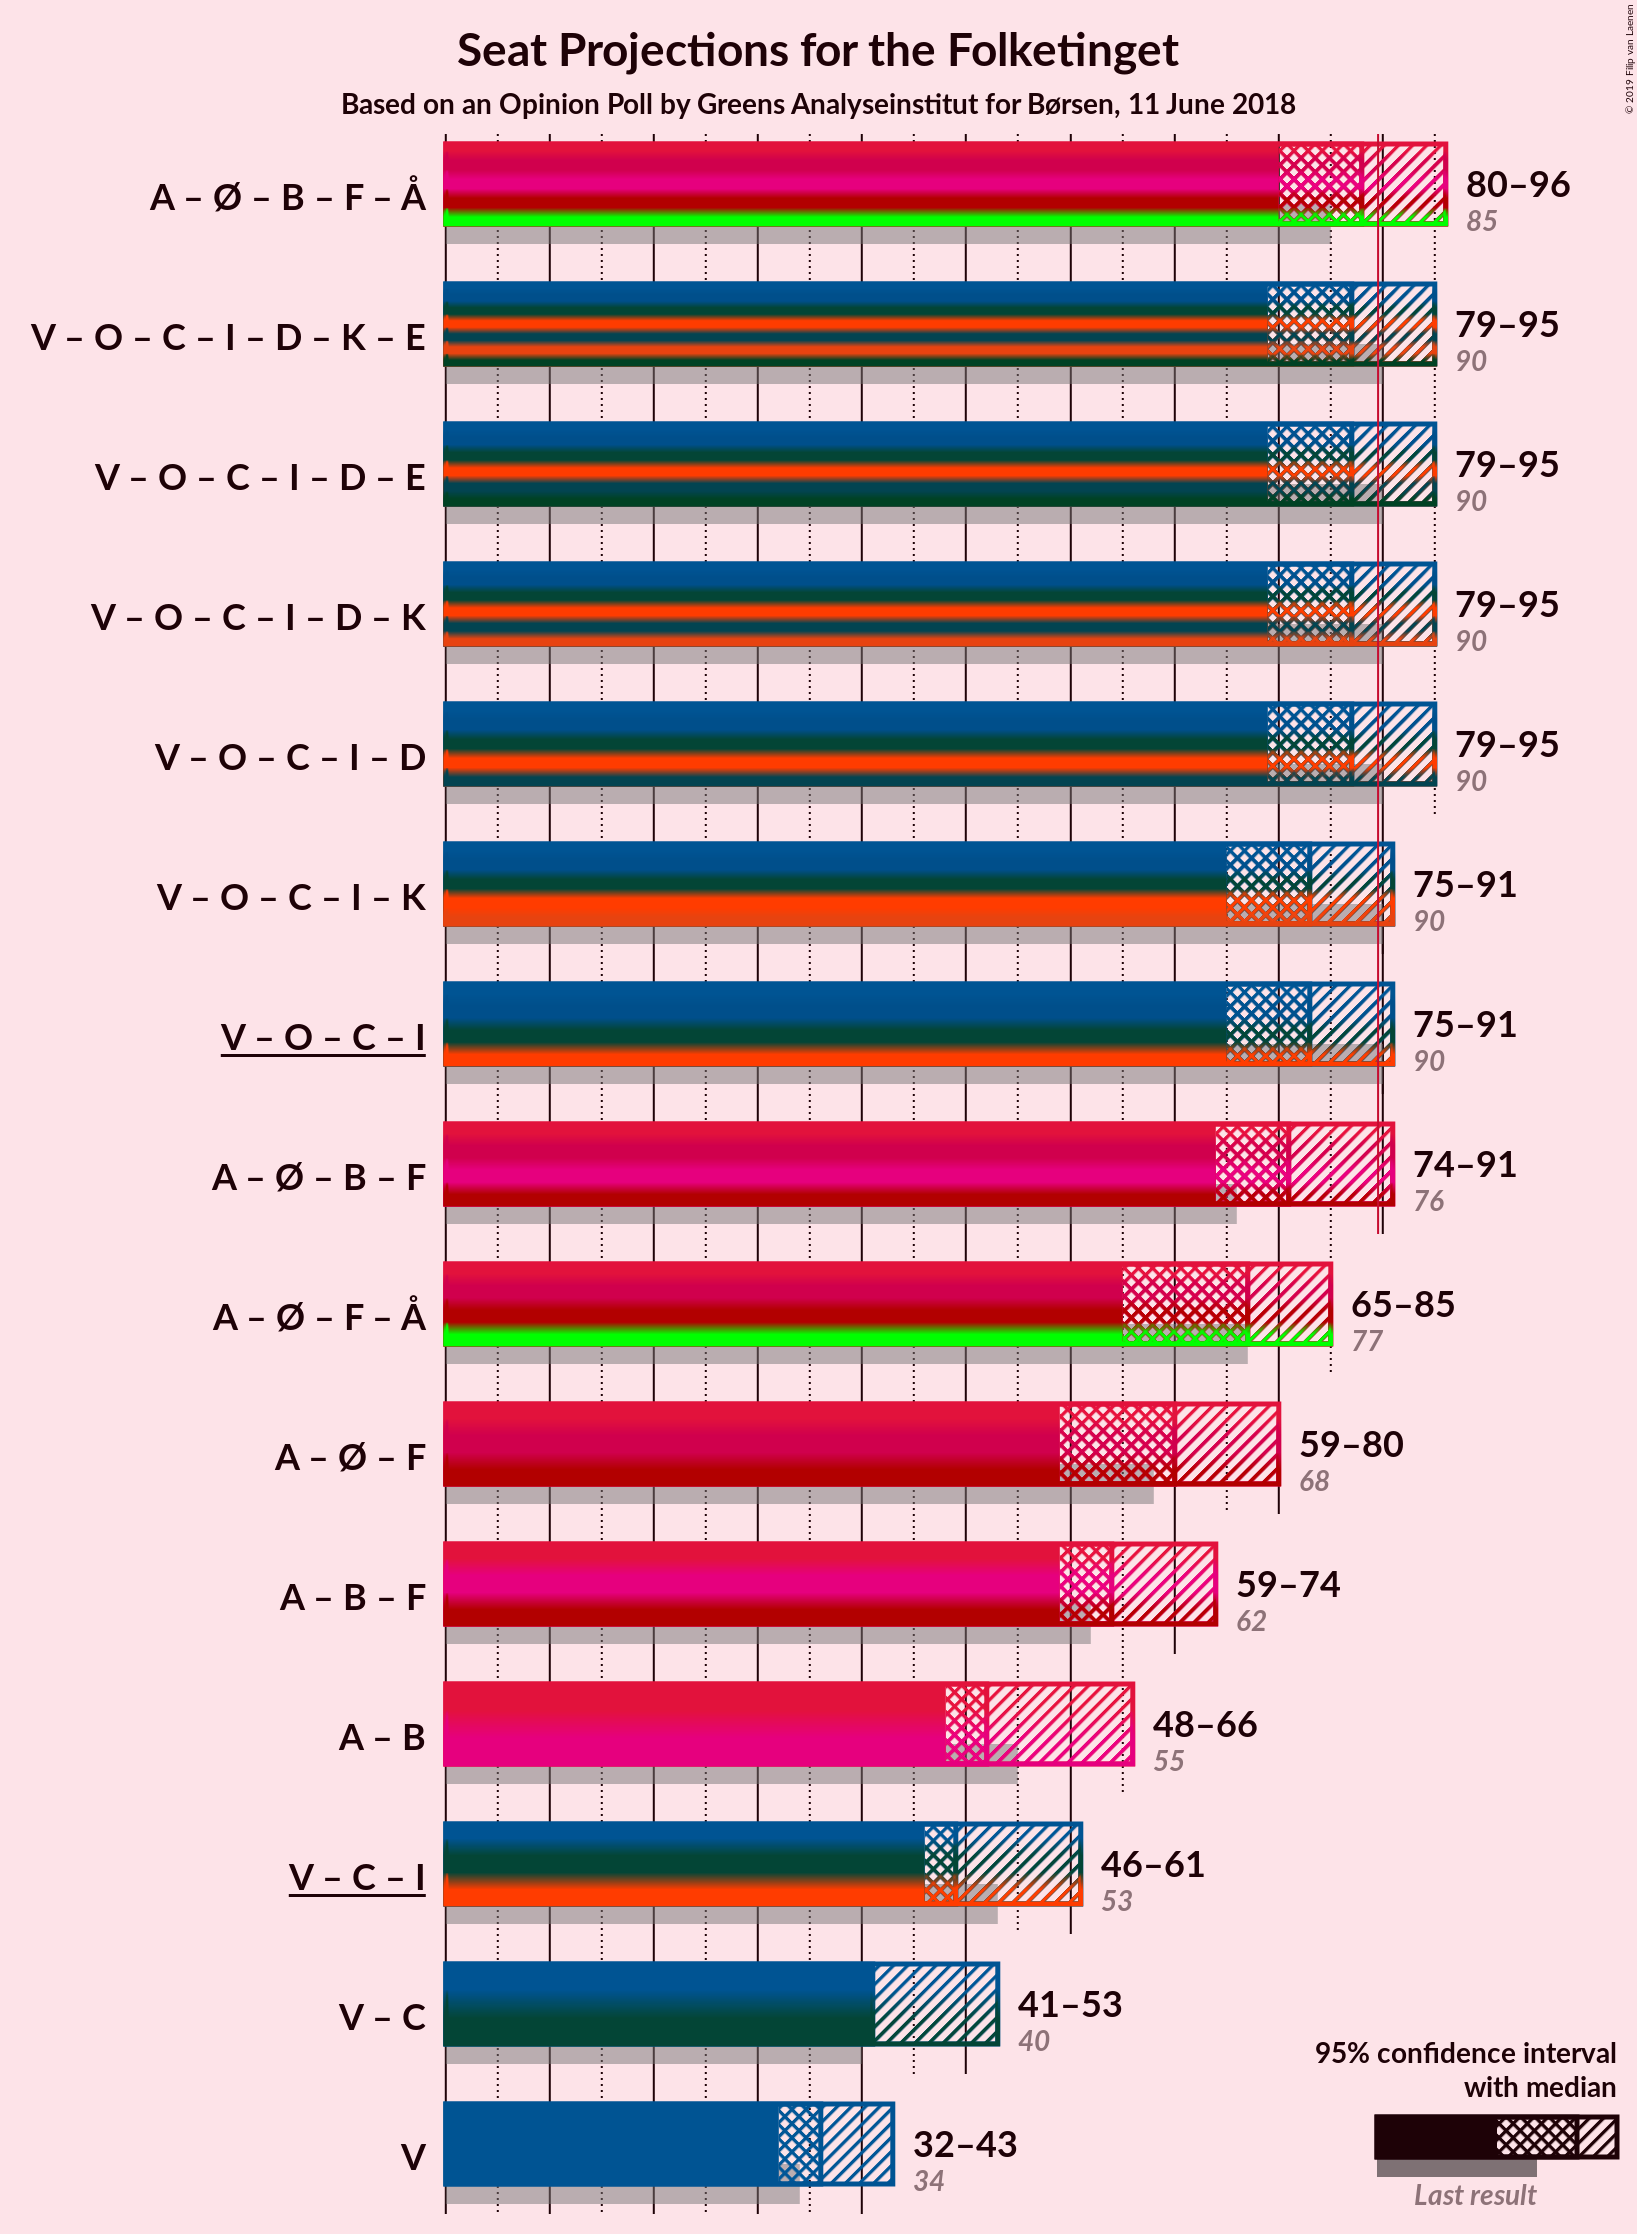 © 2019 Filip van Laenen
Seat Projections for the Folketinget
Based on an Opinion Poll by Greens Analyseinstitut for Børsen, 11 June 2018
A – Ø – B – F – Å
80–96
85
V – O – C – I – D – K – E
79–95
90
V – O – C – I – D – E
79–95
90
V – O – C – I – D – K
79–95
90
V – O – C – I – D
79–95
90
V – O – C – I – K
75–91
90
V – O – C – I
75–91
90
A – Ø – B – F
74–91
76
A – Ø – F – Å
65–85
77
A – Ø – F
59–80
68
A – B – F
59–74
62
A – B
48–66
55
V – C – I
46–61
53
V – C
41–53
40
V
32–43
34
95% confidence interval
with median
Last result